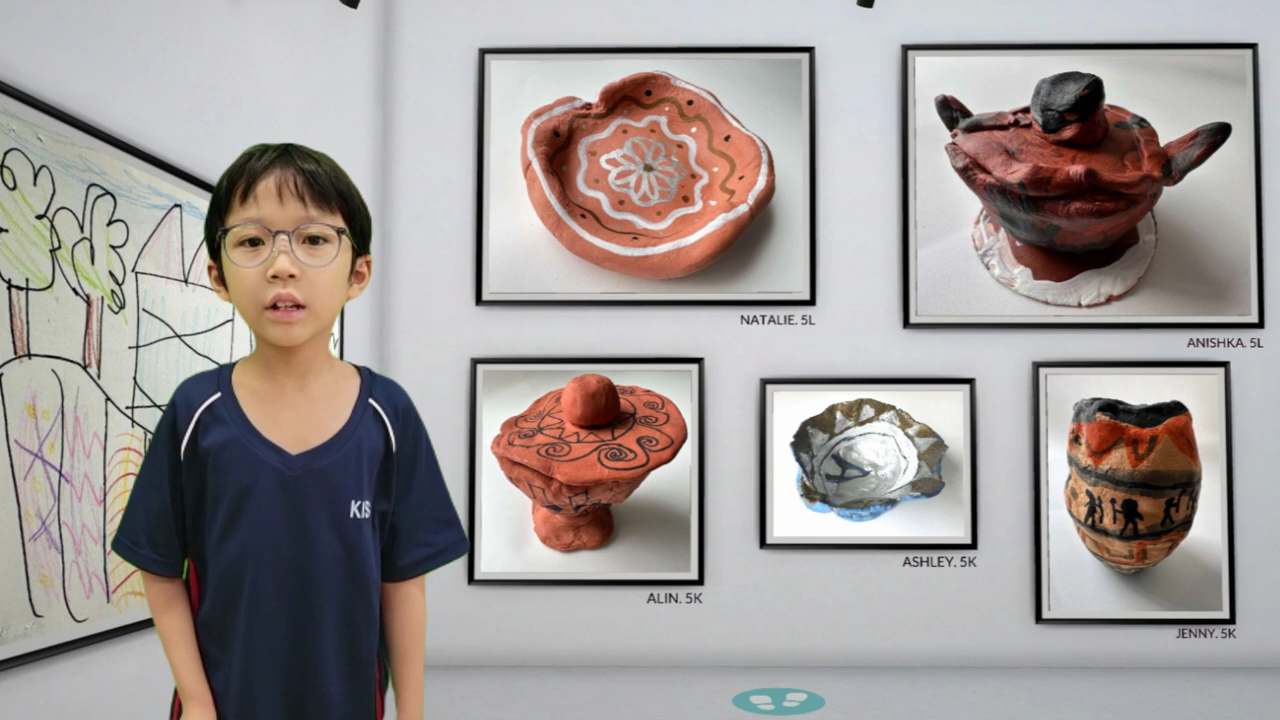 NATALIE. 5L
ANISHKA. 5L
KIS
ALIN. 5K
ASHLEY. 5K
JENNY. 5K